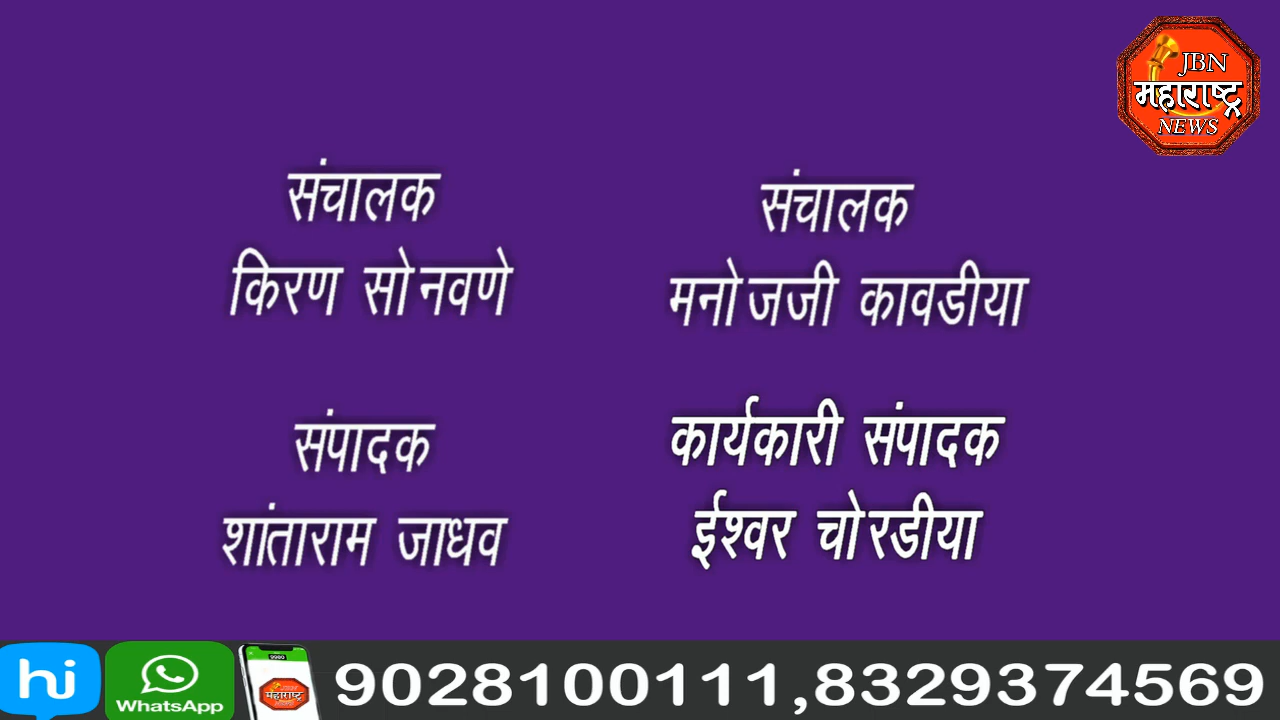 JBN
महाराष्ट्र
NEWS
संचालक
किरण सोनवणे
संचालक
मनोजजी कावडीया
संपादक
शांताराम जाधव
कार्यकारी संपादक
ईश्वर चोरडीया
hi
WhatsApp
महाराष्ट्र
9028100111,8329374569